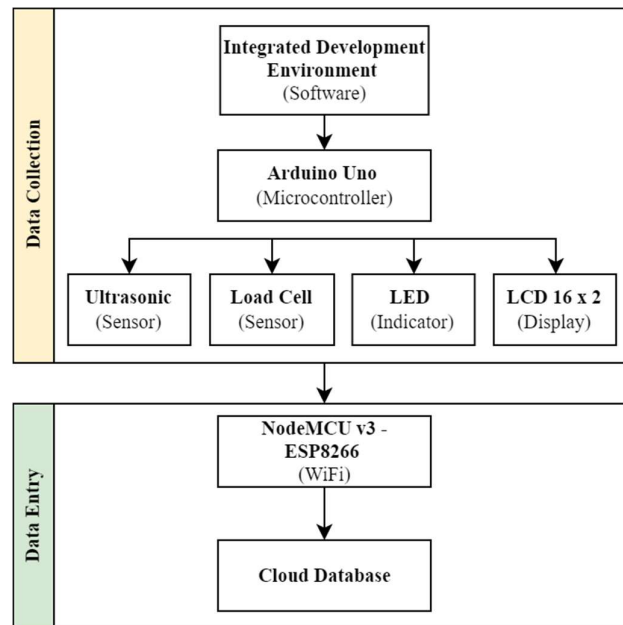 Data Collection
Integrated Development
Environment
(Software)
Arduino Uno
(Microcontroller)
Ultrasonic
(Sensor)
Load Cell
(Sensor)
LED
(Indicator)
LCD 16 x 2
(Display)
Data Entry
NodeMCU v3 -
ESP8266
(WiFi)
Cloud Database